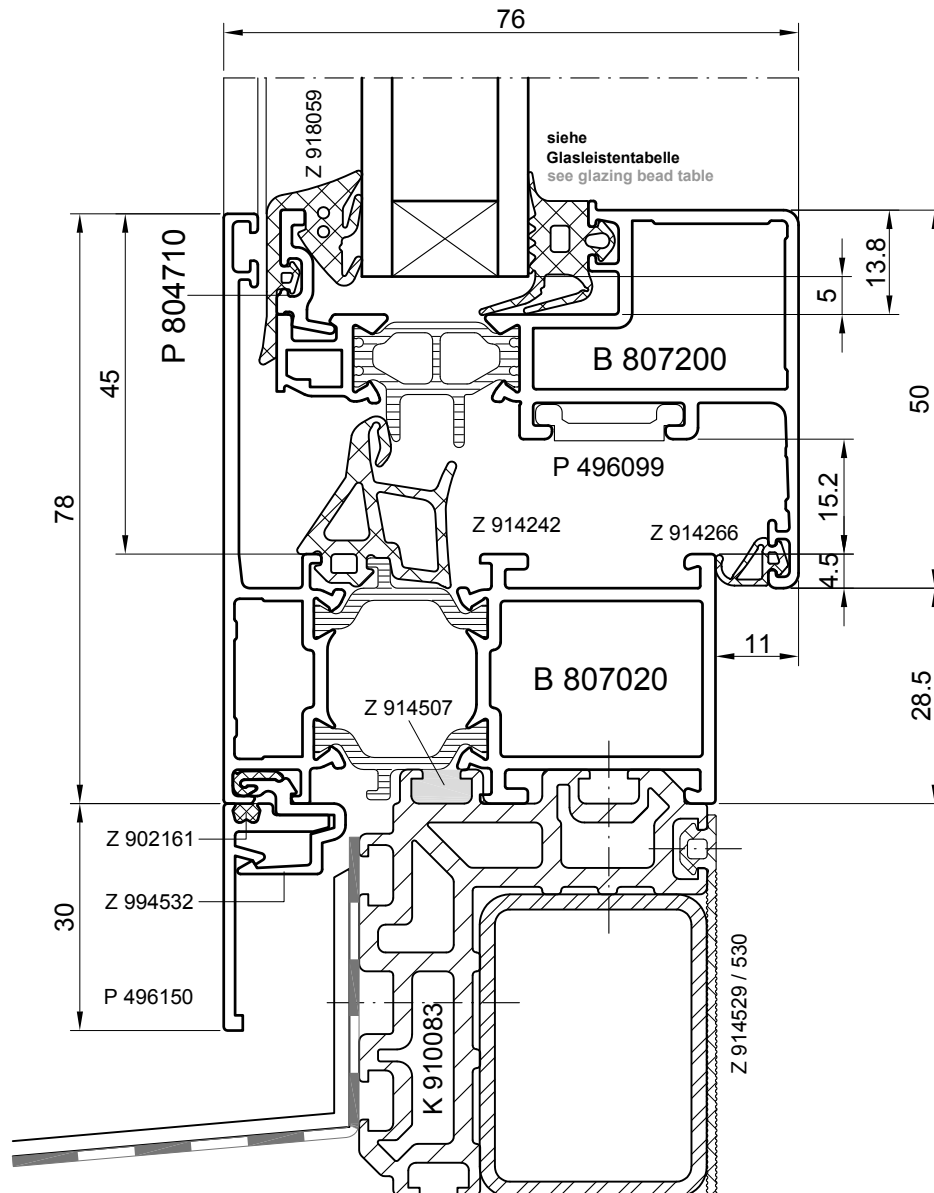 76
Z 918059
siehe
Glasleistentabelle
see glazing bead table
P 804710
13.8
5
B 807200
45
50
P 496099
78
15.2
Z 914242
Z 914266
4.5
11
B 807020
Z 914507
28.5
Z 902161
Z 994532
30
P 496150
K 910083
Z 914529 / 530